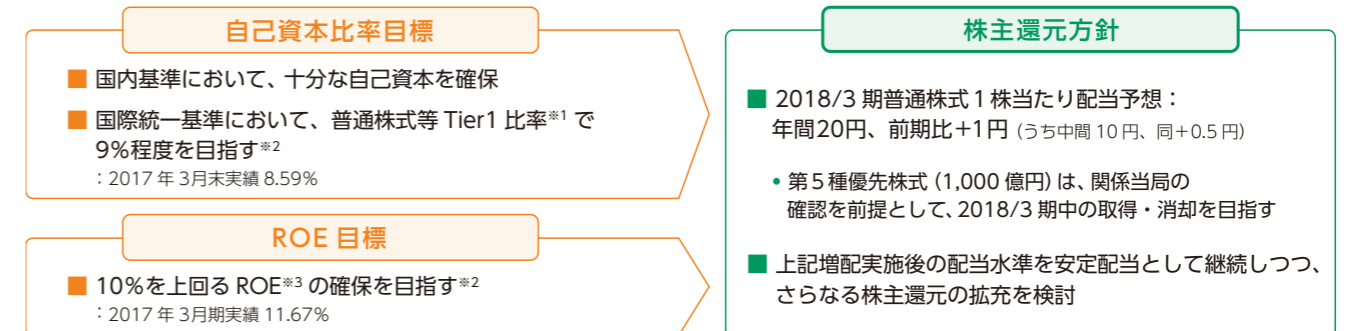 自己資本比率目標
■ 国内基準において、十分な自己資本を確保
■ 国際統一基準において、普通株式等 Tier1 比率※1 で
9%程度を目指す※2
：2017 年 3月末実績 8.59%
ROE 目標
■ 10%を上回る ROE※3 の確保を目指す※2
：2017 年 3月期実績 11.67%
株主還元方針
■ 2018/3 期普通株式１株当たり配当予想：
年間20円、前期比+1円（うち中間 10 円、同+0.5 円）
• 第５種優先株式（1,000 億円）は、関係当局の
確認を前提として、2018/3 期中の取得・消却を目指す
■ 上記増配実施後の配当水準を安定配当として継続しつつ、
さらなる株主還元の拡充を検討